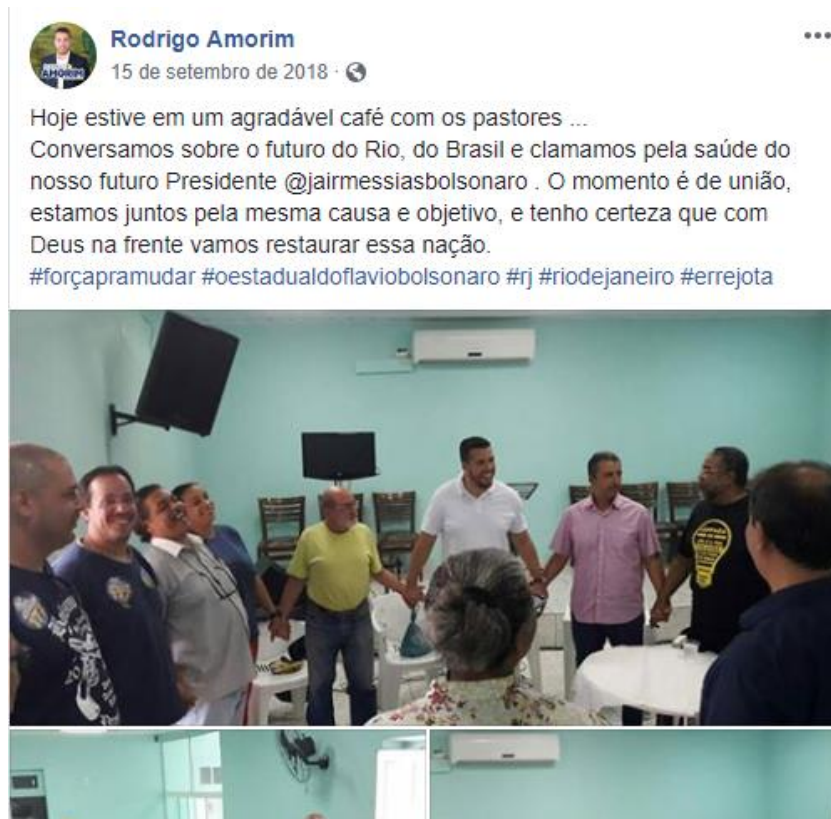 Rodrigo Amorim
15 de setembro de 2018 ·
Hoje estive em um agradável café com os pastores ...
Conversamos sobre o futuro do Rio, do Brasil e clamamos pela saúde do
nosso futuro Presidente @jairmessiasbolsonaro . O momento é de união,
estamos juntos pela mesma causa e objetivo, e tenho certeza que com
Deus na frente vamos restaurar essa nação.
#forçapramudar #oestadualdoflaviobolsonaro #rj #riodejaneiro #errejota
AMORIM